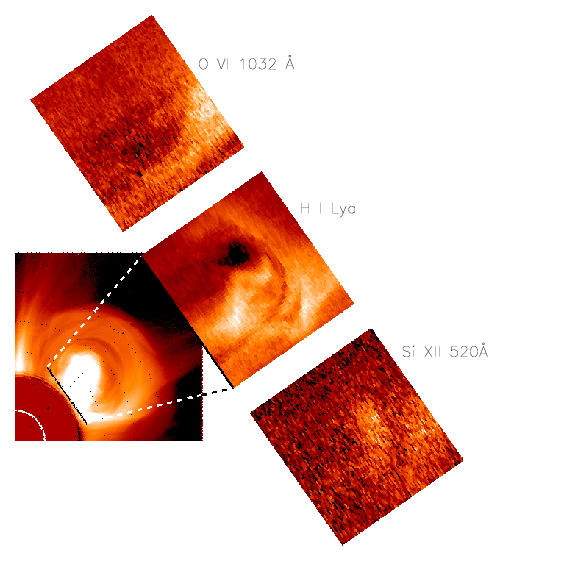 O VI 1032 Å
H I Lyα
Si XII 520Å